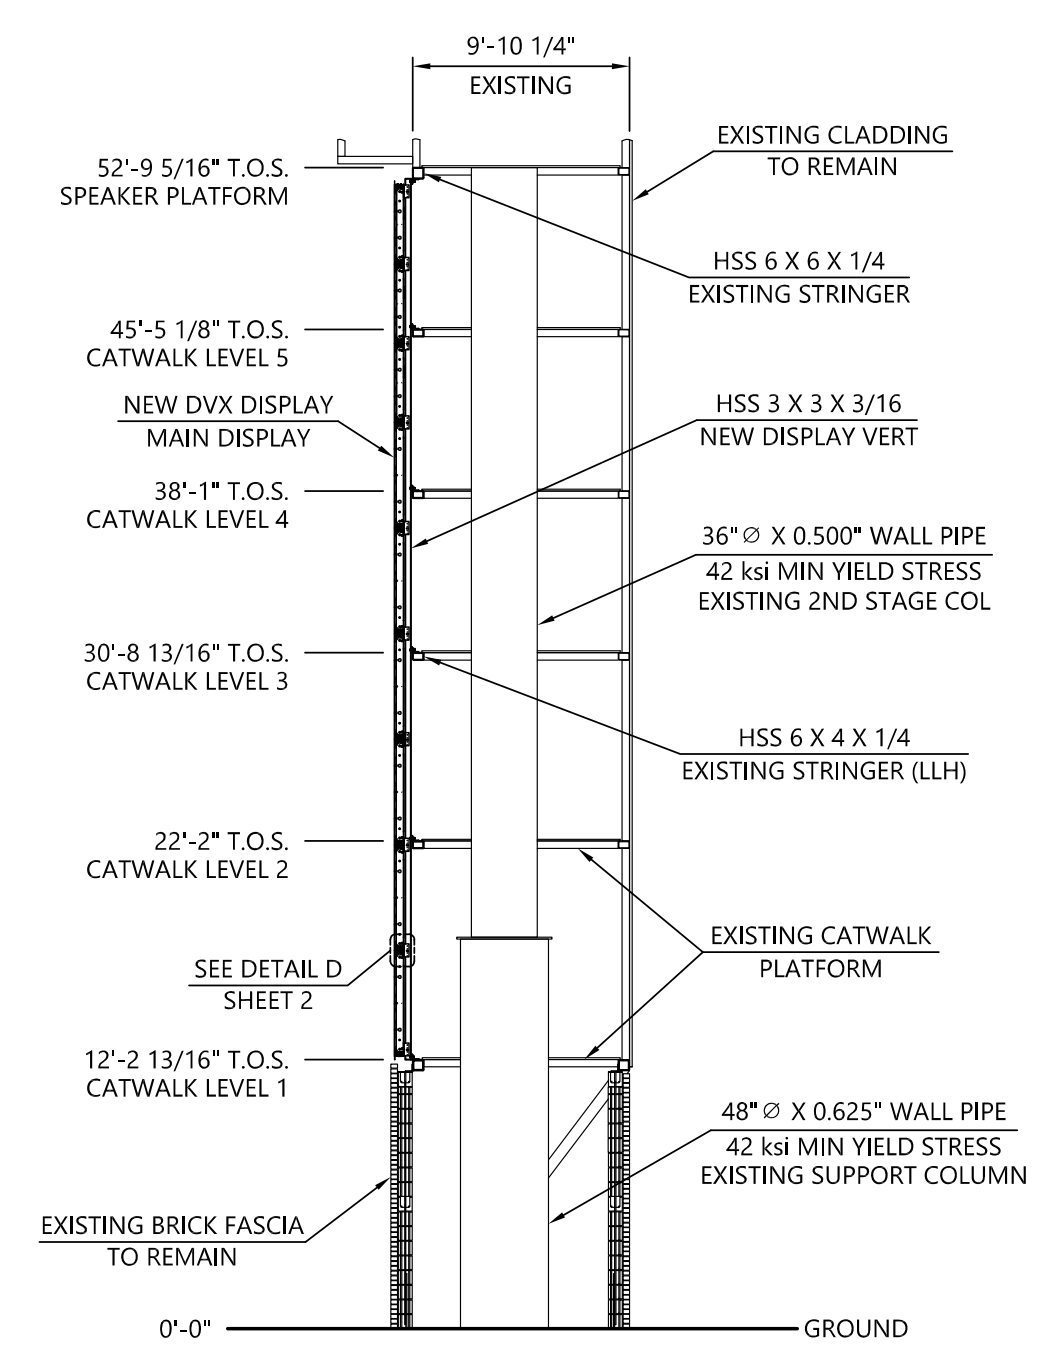 9'-10 1/4"
EXISTING
EXISTING CLADDING
TO REMAIN
52'-9 5/16" T.O.S.
SPEAKER PLATFORM
HSS 6 X 6 X 1/4
EXISTING STRINGER
45'-5 1/8" T.O.S.
CATWALK LEVEL 5
NEW DVX DISPLAY
MAIN DISPLAY
HSS 3 X 3 X 3/16
NEW DISPLAY VERT
38'-1" T.O.S.
CATWALK LEVEL 4
36"∅ X 0.500" WALL PIPE
42 ksi MIN YIELD STRESS
EXISTING 2ND STAGE COL
30'-8 13/16" T.O.S.
CATWALK LEVEL 3
HSS 6 X 4 X 1/4
EXISTING STRINGER (LLH)
22'-2" T.O.S.
CATWALK LEVEL 2
EXISTING CATWALK
PLATFORM
SEE DETAIL D
SHEET 2
12'-2 13/16" T.O.S.
CATWALK LEVEL 1
48"∅ X 0.625" WALL PIPE
42 ksi MIN YIELD STRESS
EXISTING SUPPORT COLUMN
EXISTING BRICK FASCIA
TO REMAIN
0'-0"
GROUND